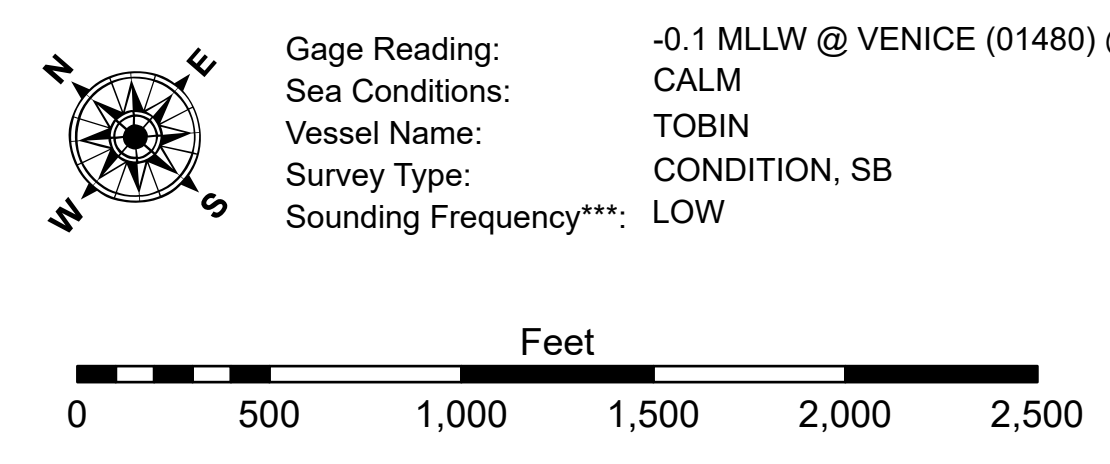 N E
W S
Gage Reading: -0.1 MLLW @ VENICE (01480)
Sea Conditions: CALM
Vessel Name: TOBIN
Survey Type: CONDITION, SB
Sounding Frequency***: LOW
Feet
0 500 1,000 1,500 2,000 2,500